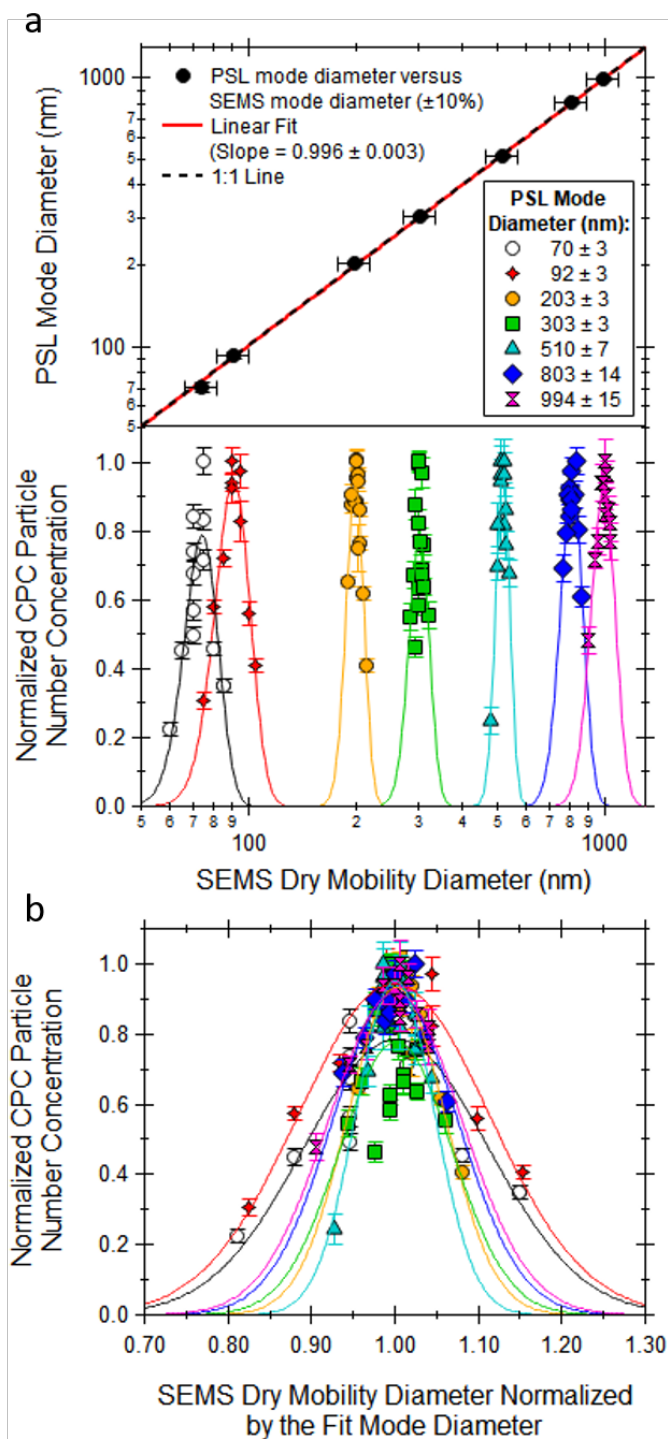 a
1000
7
6
5
4
3
2
100
7
6
5
PSL Mode Diameter (nm)
PSL mode diameter versus
SEMS mode diameter (±10%)
Linear Fit
(Slope = 0.996 ± 0.003)
1:1 Line
PSL Mode
Diameter (nm):
70 ± 3
92 ± 3
203 ± 3
303 ± 3
510 ± 7
803 ± 14
994 ± 15
Normalized CPC Particle
Number Concentration
1.0
0.8
0.6
0.4
0.2
0.0
5 6 7 8 9 100 2 3 4 5 6 7 8 9 1000
SEMS Dry Mobility Diameter (nm)
b
Normalized CPC Particle
Number Concentration
1.0
0.8
0.6
0.4
0.2
0.0
0.70 0.80 0.90 1.00 1.10 1.20 1.30
SEMS Dry Mobility Diameter Normalized
by the Fit Mode Diameter